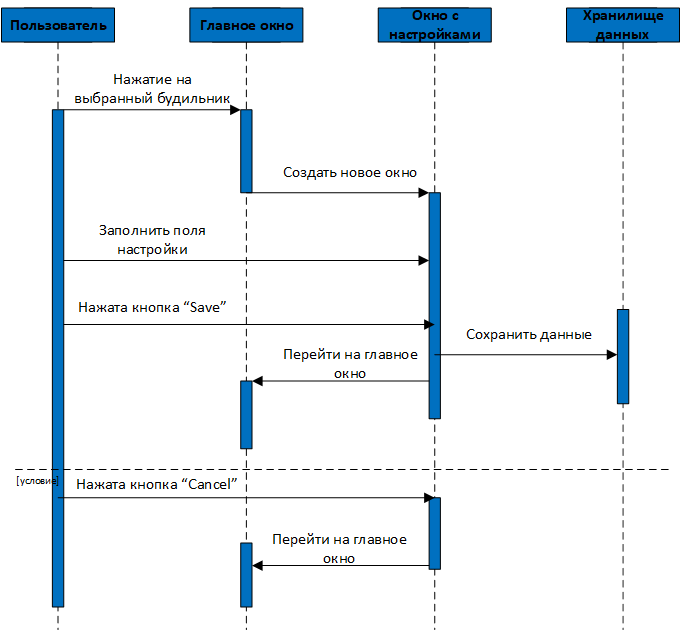 Пользователь
Главное окно
Окно с
настройками
Хранилище
данных
Нажатие на
выбранный будильник
Создать новое окно
Заполнить поля
настройки
Нажата кнопка “Save”
Сохранить данные
Перейти на главное
окно
[условие]
Нажата кнопка “Cancel”
Перейти на главное
окно